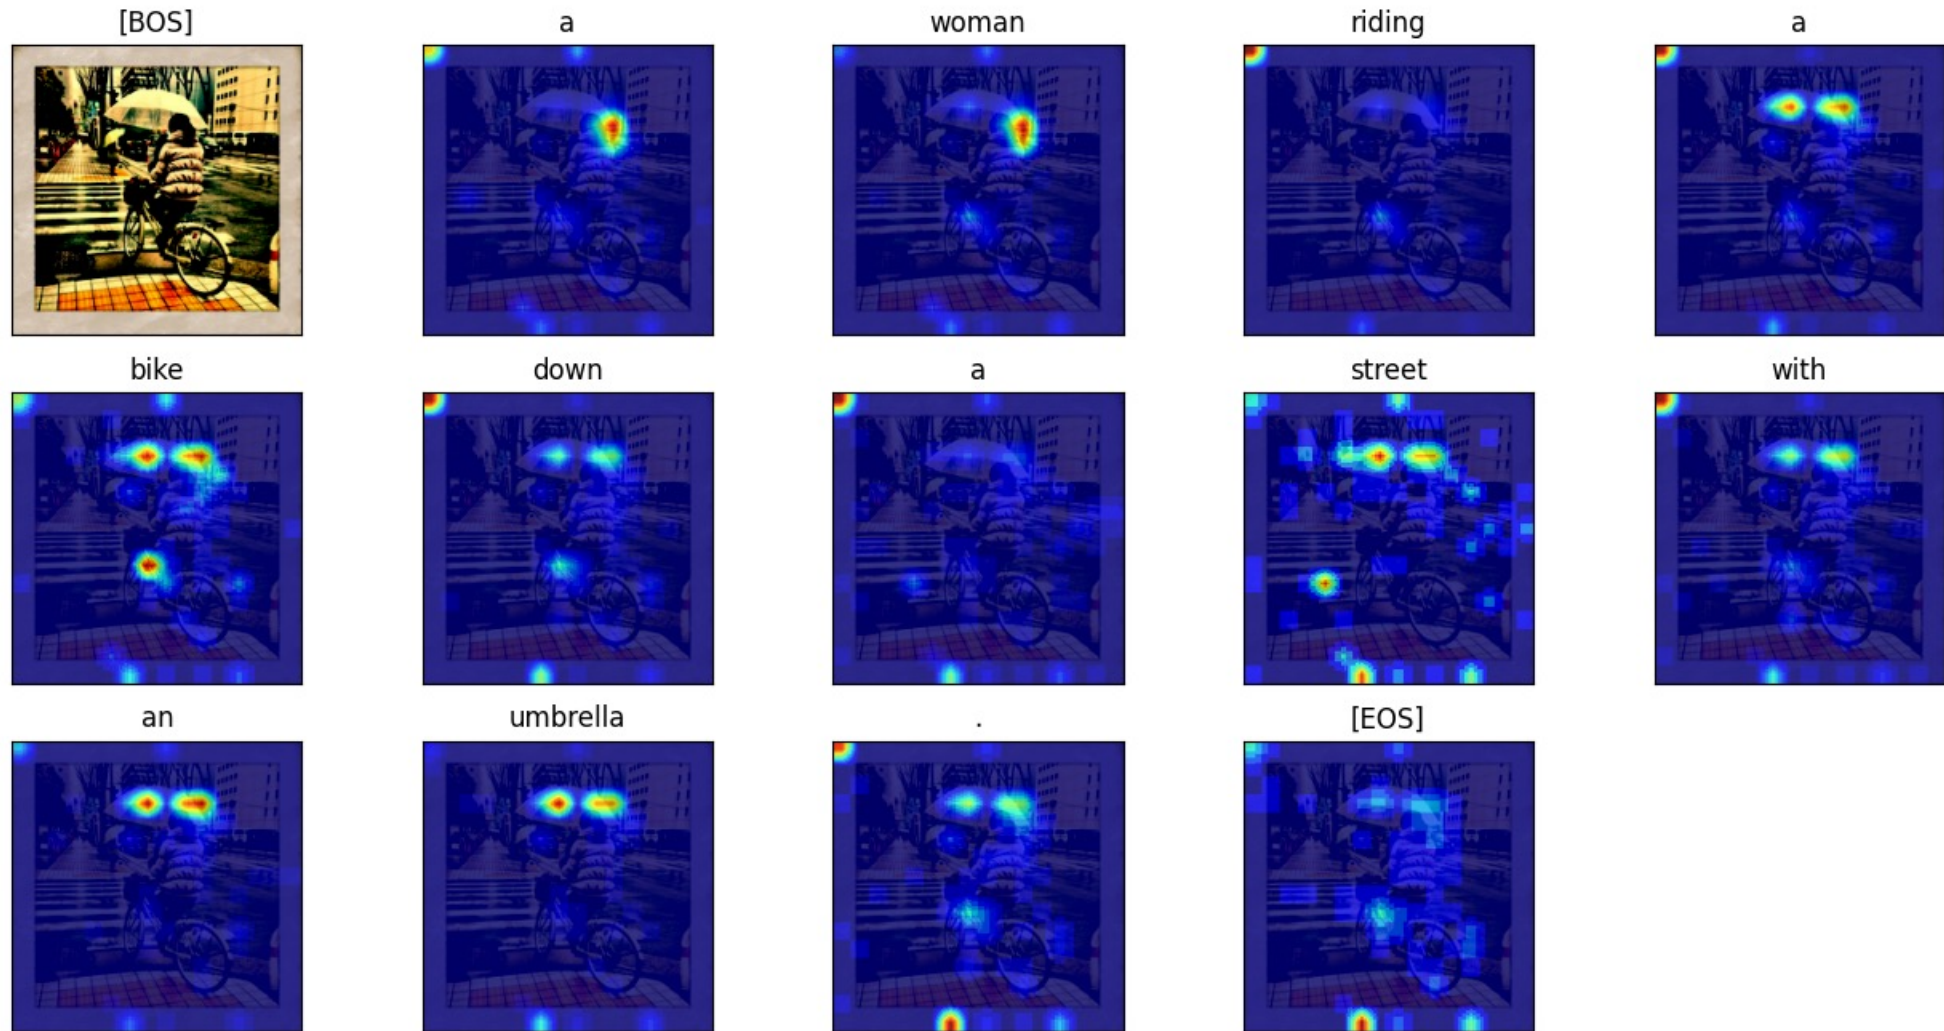 [BOS] a woman riding a
bike down a street with
an umbrella . [EOS]